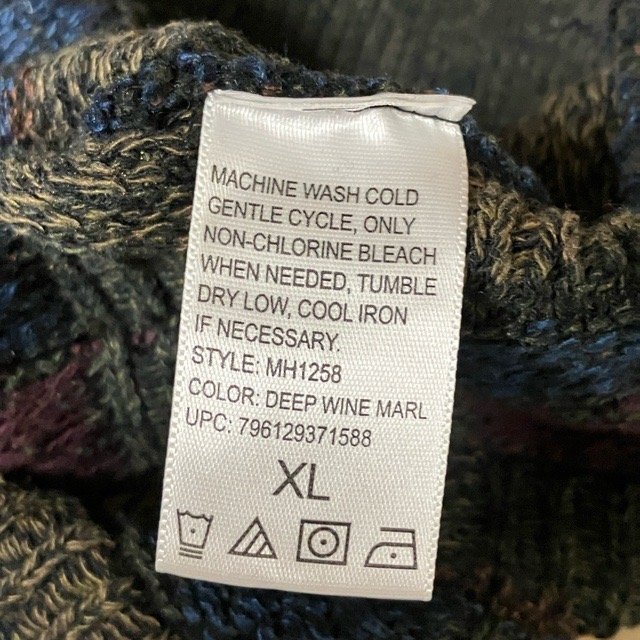 MACHINE WASH COLD
GENTLE CYCLE, ONLY
NON-CHLORINE BLEACH
WHEN NEEDED, TUMBLE
DRY LOW, COOL IRON
IF NECESSARY.
STYLE: MH1258
COLOR: DEEP WINE MARL
UPC: 796129371588
XL